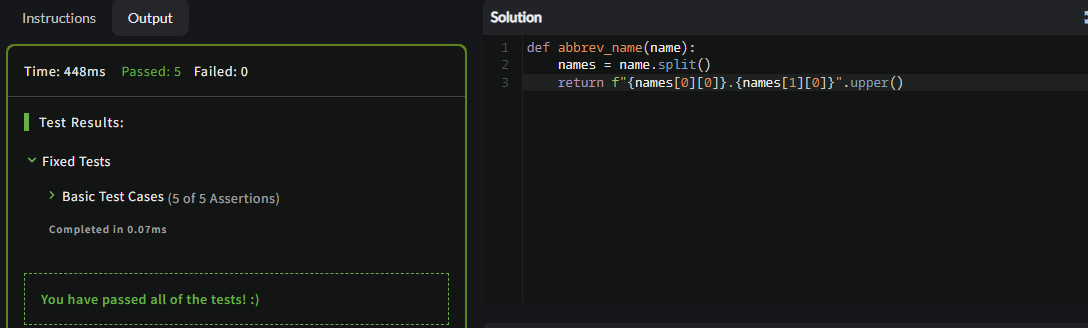 Instructions Output
Time: 448ms Passed: 5 Failed: 0
Test Results:
Fixed Tests
Basic Test Cases (5 of 5 Assertions)
Completed in 0.07ms
You have passed all of the tests! :)
Solution
1 def abbrev_name(name):
2     names = name.split()
3     return f"{names[0][0]}.{names[1][0]}".upper()